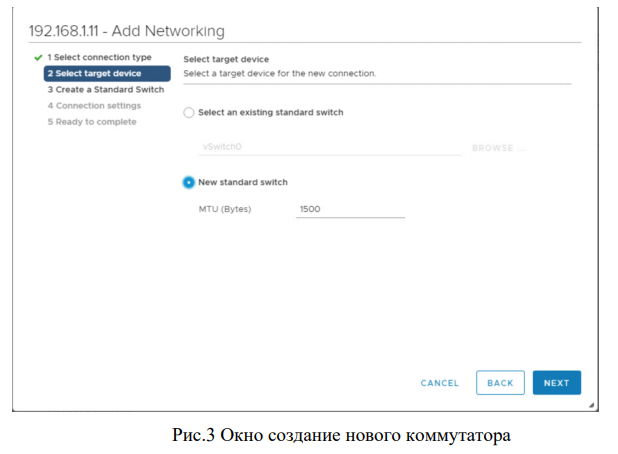 192.168.1.11 - Add Networking
1 Select connection type
2 Select target device
3 Create a Standard Switch
4 Connection settings
5 Ready to complete
Select target device
Select a target device for the new connection.
Select an existing standard switch
vSwitch0
BROWSE ...
New standard switch
MTU (Bytes)
1500
CANCEL
BACK
NEXT
Рис.3 Окно создание нового коммутатора